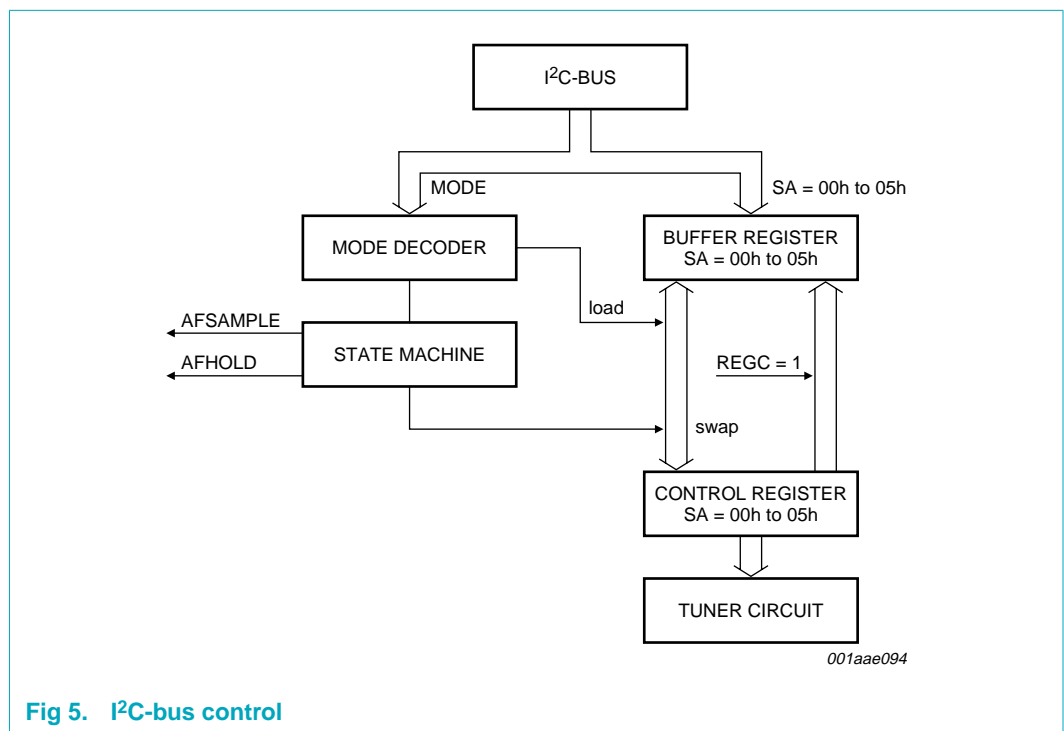 I²C-BUS
MODE
SA = 00h to 05h
MODE DECODER
BUFFER REGISTER
SA = 00h to 05h
load
AFSAMPLE
STATE MACHINE
AFHOLD
REGC = 1
swap
CONTROL REGISTER
SA = 00h to 05h
TUNER CIRCUIT
001aae094
Fig 5. I²C-bus control